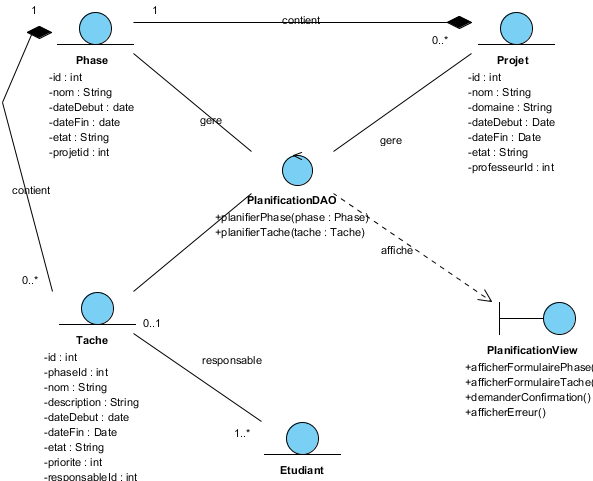 1
1
contient
0..*
Phase
-id : int
-nom : String
-dateDebut : date
-dateFin : date
-etat : String
-projetid : int
Projet
-id : int
-nom : String
-domaine : String
-dateDebut : Date
-dateFin : Date
-etat : String
-professeurId : int
gere
gere
PlanificationDAO
+planifierPhase(phase : Phase)
+planifierTache(tache : Tache)
contient
affiche
0..*
Tache
0..1
-id : int
-phaseId : int
-nom : String
-description : String
-dateDebut : date
-dateFin : Date
-etat : String
-priorite : int
-responsableId : int
responsable
1..*
Etudiant
PlanificationView
+afficherFormulairePhase(
+afficherFormulaireTache(
+demanderConfirmation()
+afficherErreur()